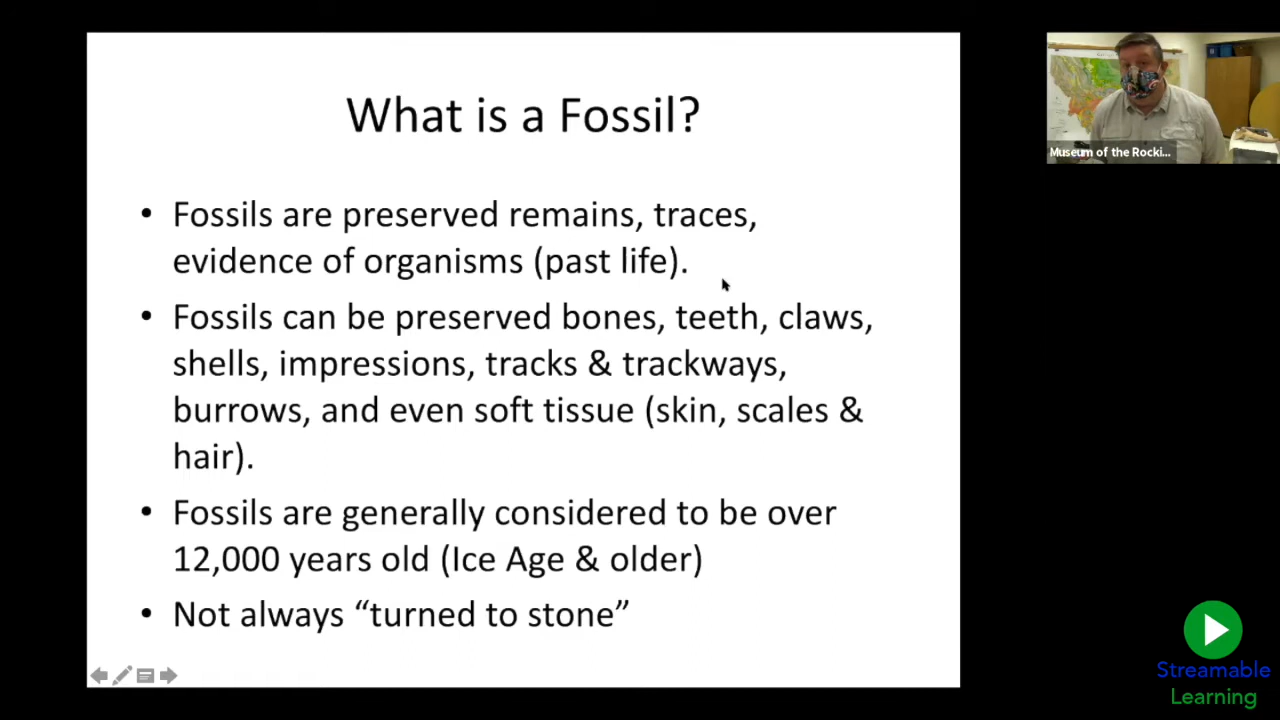 What is a Fossil?
• Fossils are preserved remains, traces,
evidence of organisms (past life).
• Fossils can be preserved bones, teeth, claws,
shells, impressions, tracks & trackways,
burrows, and even soft tissue (skin, scales &
hair).
• Fossils are generally considered to be over
12,000 years old (Ice Age & older)
• Not always “turned to stone”
Museum of the Rocki...
Streamable
Learning